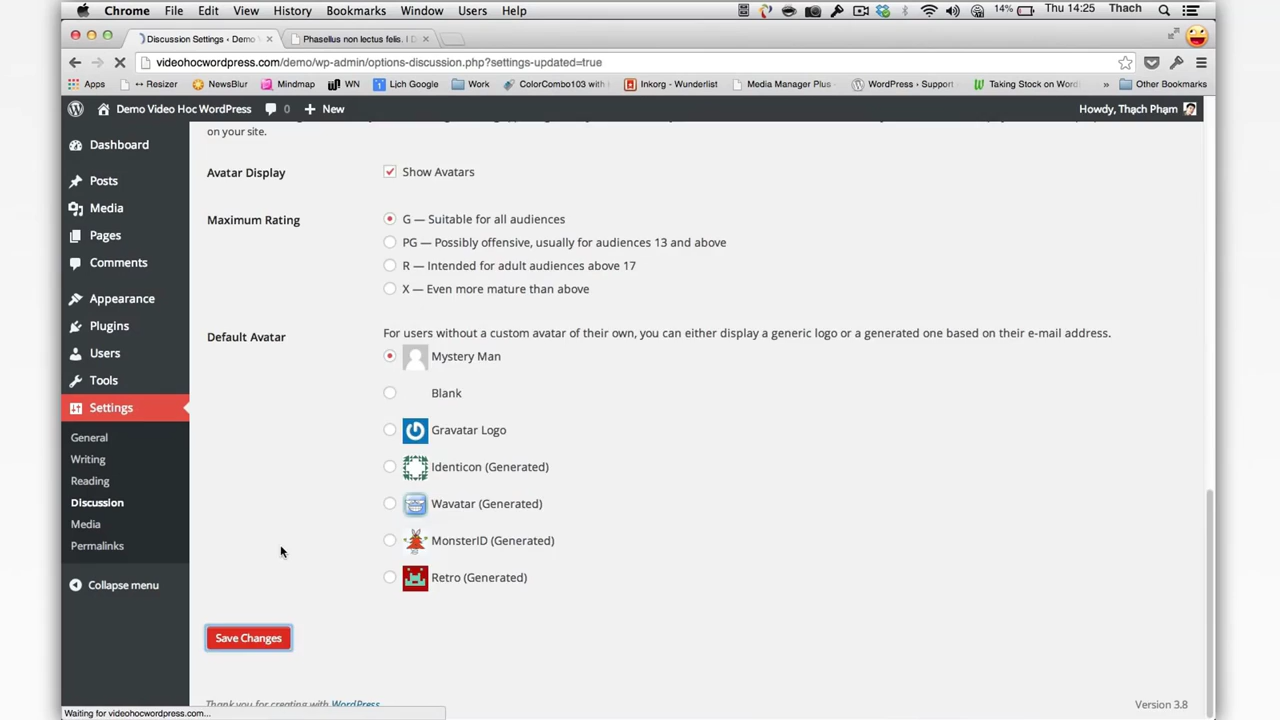 Chrome File Edit View History Bookmarks Window Users Help 14% Thu 14:25 Thach
Discussion Settings ‹ Demo V × Phasellus non lectus felis. | D ×
videohocwordpress.com/demo/wp-admin/options-discussion.php?settings-updated=true
Apps ↔ Resizer NewsBlur Mindmap WN Lịch Google Work ColorCombo103 with Inkorg - Wunderlist Media Manager Plus - WordPress › Support Taking Stock on Word » Other Bookmarks
Demo Video Hoc WordPress 0 + New Howdy, Thạch Phạm
on your site.
Dashboard
Posts
Media
Pages
Comments
Appearance
Plugins
Users
Tools
Settings
General
Writing
Reading
Discussion
Media
Permalinks
Collapse menu
Avatar Display Show Avatars
Maximum Rating G — Suitable for all audiences
PG — Possibly offensive, usually for audiences 13 and above
R — Intended for adult audiences above 17
X — Even more mature than above
Default Avatar For users without a custom avatar of their own, you can either display a generic logo or a generated one based on their e-mail address.
Mystery Man
Blank
Gravatar Logo
Identicon (Generated)
Wavatar (Generated)
MonsterID (Generated)
Retro (Generated)
Save Changes
Thank you for creating with WordPress. Version 3.8
Waiting for videohocwordpress.com...